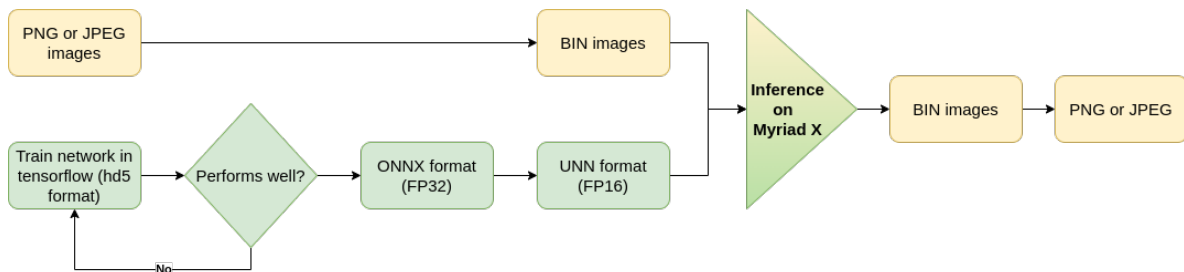 PNG or JPEG
images
BIN images
Inference
on
Myriad X
BIN images
PNG or JPEG
Train network in
tensorflow (hd5
format)
Performs well?
ONNX format
(FP32)
UNN format
(FP16)
No